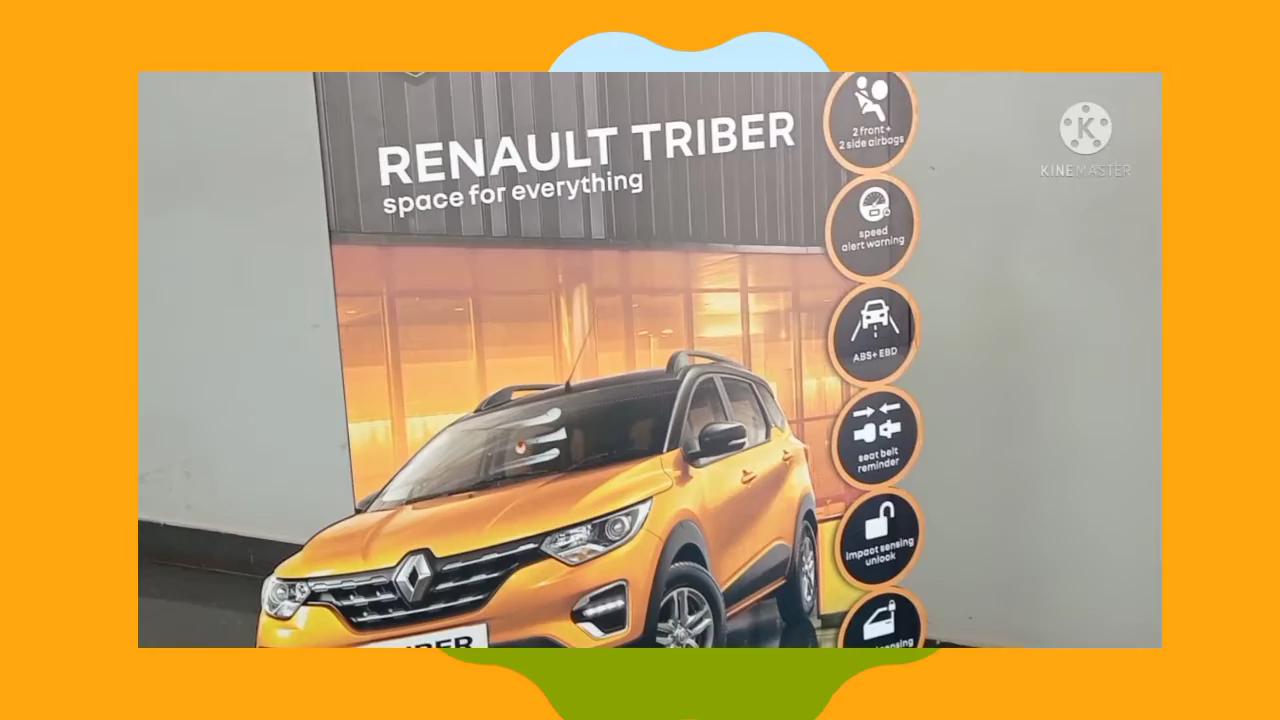 RENAULT TRIBER
space for everything
2 front +
2 side airbags
speed
alert warning
ABS+ EBD
seat belt
reminder
impact sensing
unlock
K
KINEMASTER